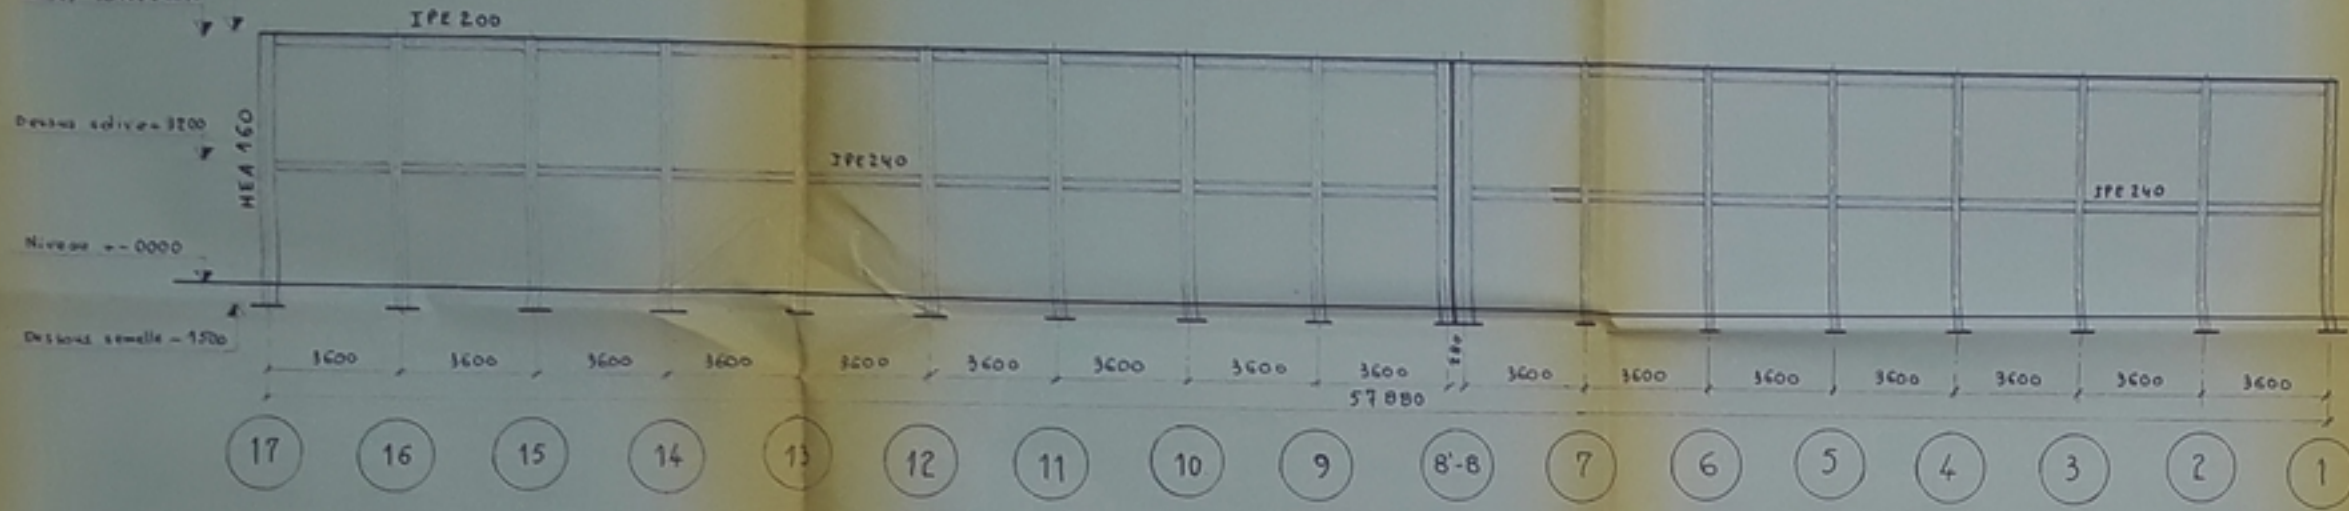 IPE 200
Dessus solive + 3200
HEA 160
IPE 240
IPE 240
Niveau +- 0000
Dessous semelle - 1500
3600 3600 3600 3600 3600 3600 3600 3600 3600 280 3600 3600 3600 3600 3600 3600 3600
57 880
17 16 15 14 13 12 11 10 9 8'-8 7 6 5 4 3 2 1